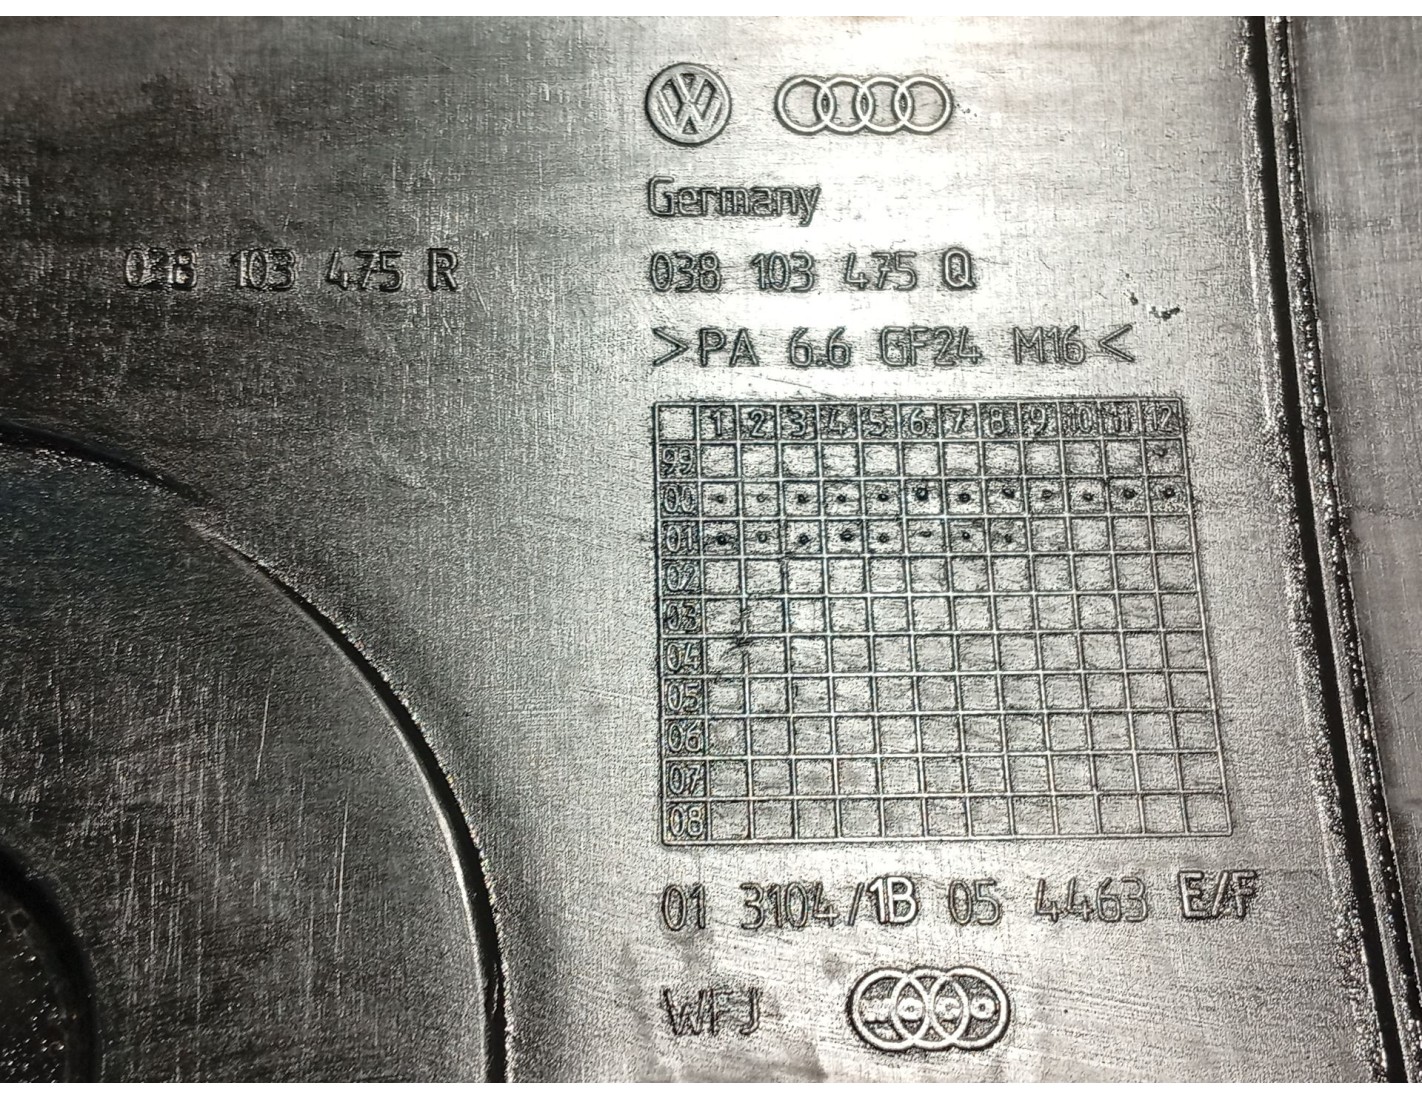 Germany
038 103 475 R
038 103 475 Q
>PA 6.6 GF24 M16<
1 2 3 4 5 6 7 8 9 10 11 12
99
00
01
02
03
04
05
06
07
08
01 3104/1B 05 4463 E/F
WFJ